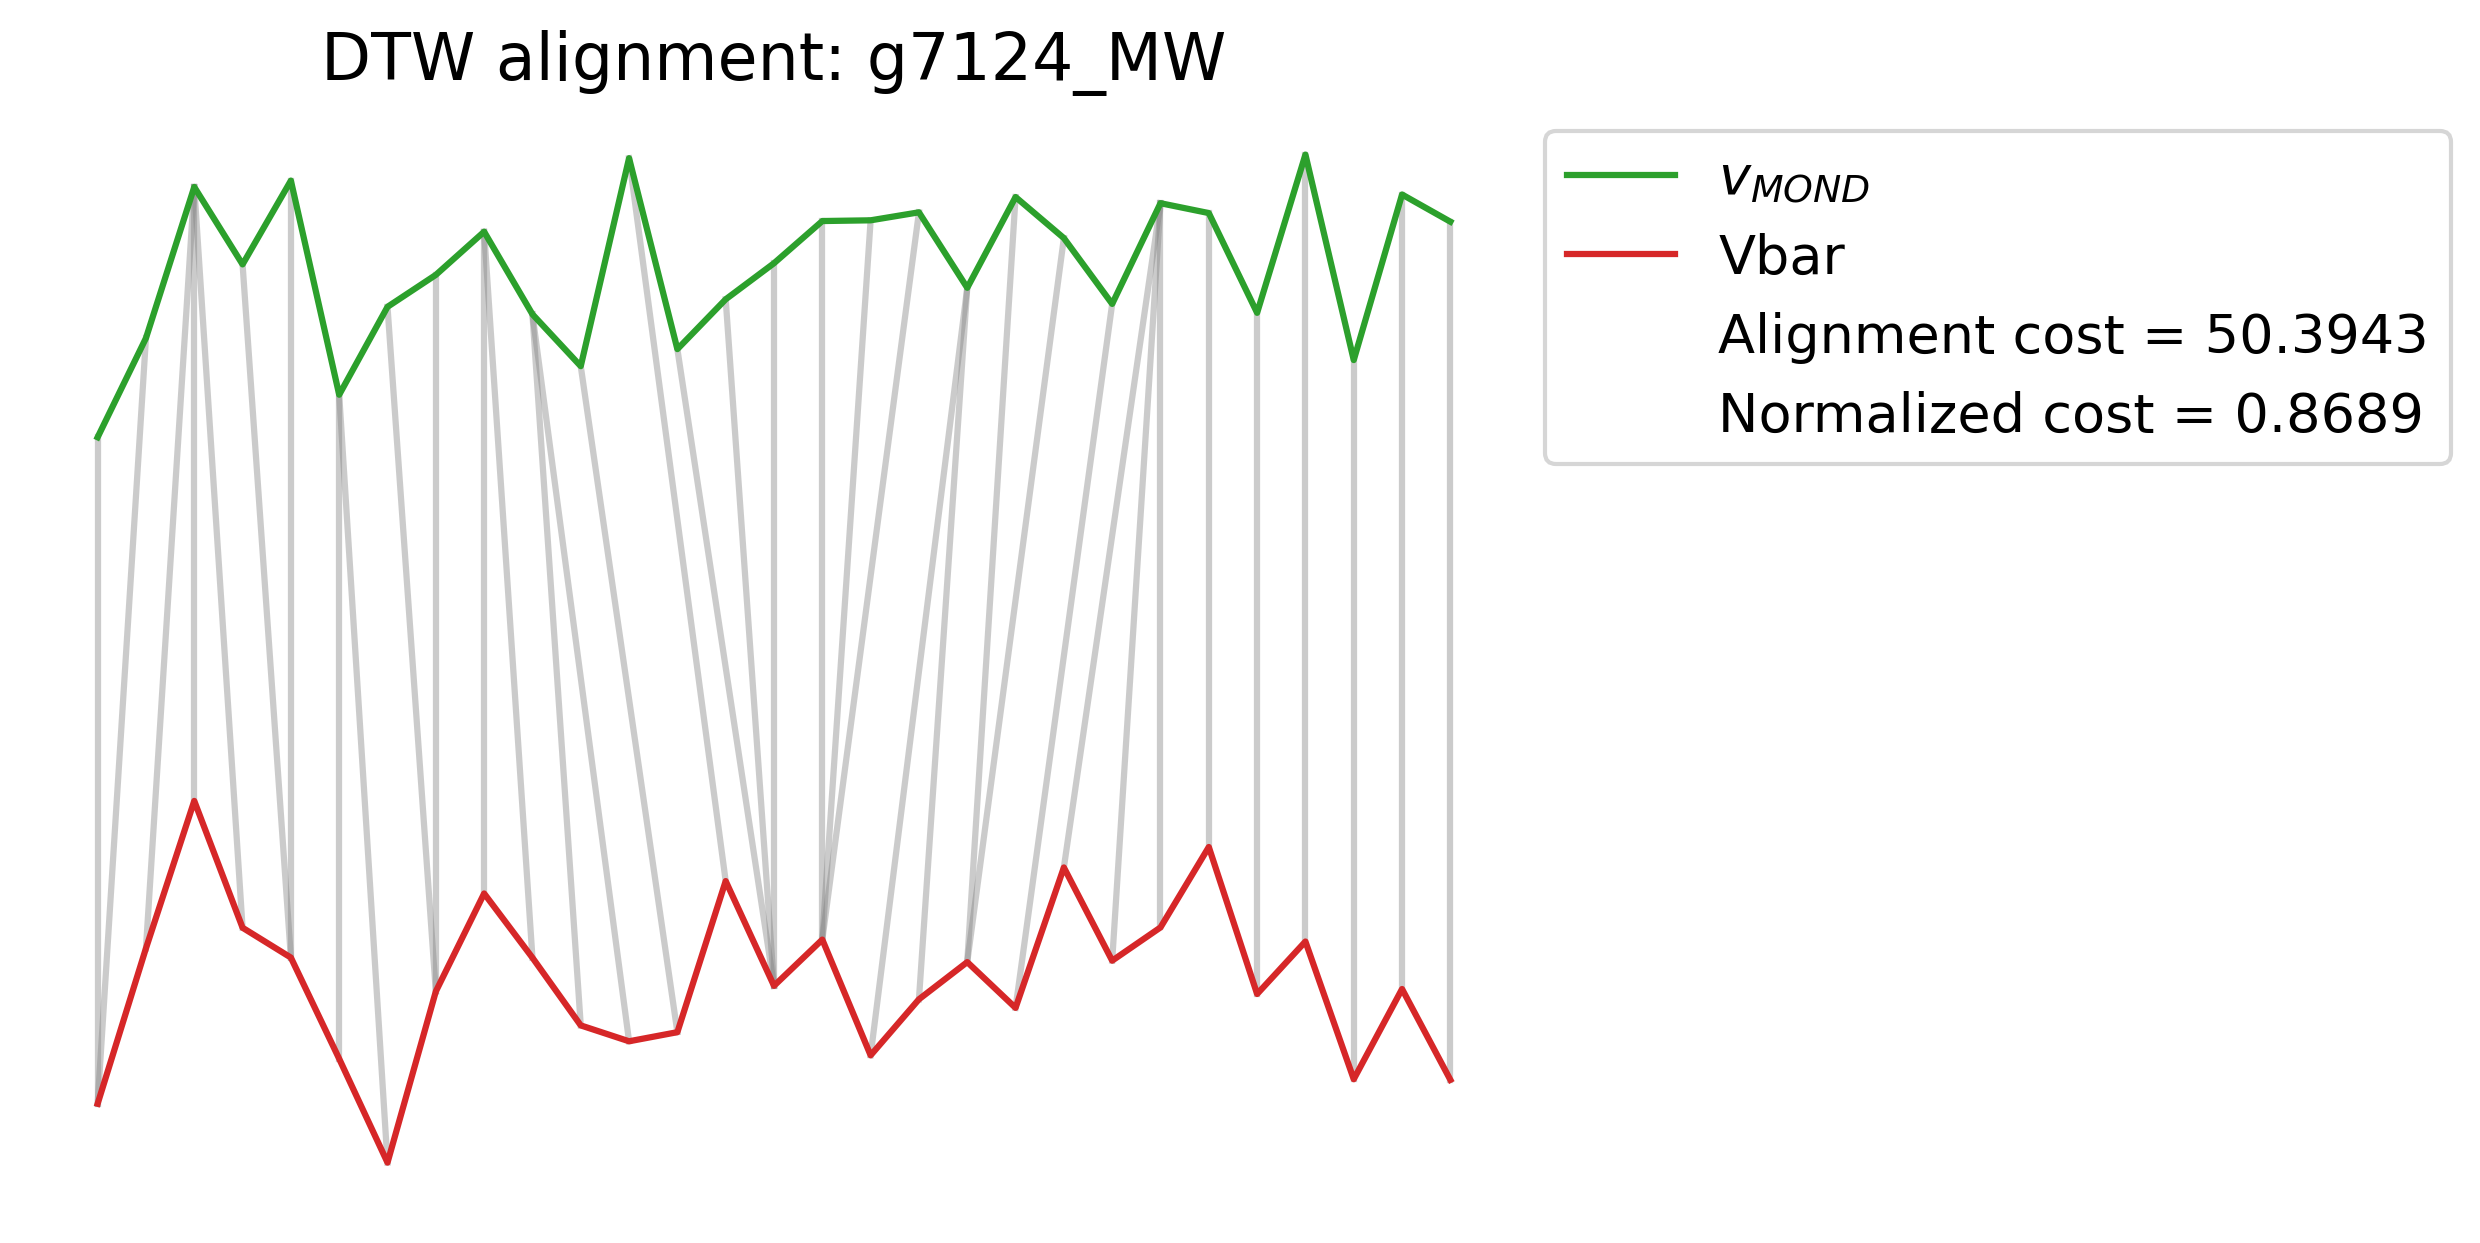 DTW alignment: g7124_MW
v_MOND
Vbar
Alignment cost = 50.3943
Normalized cost = 0.8689